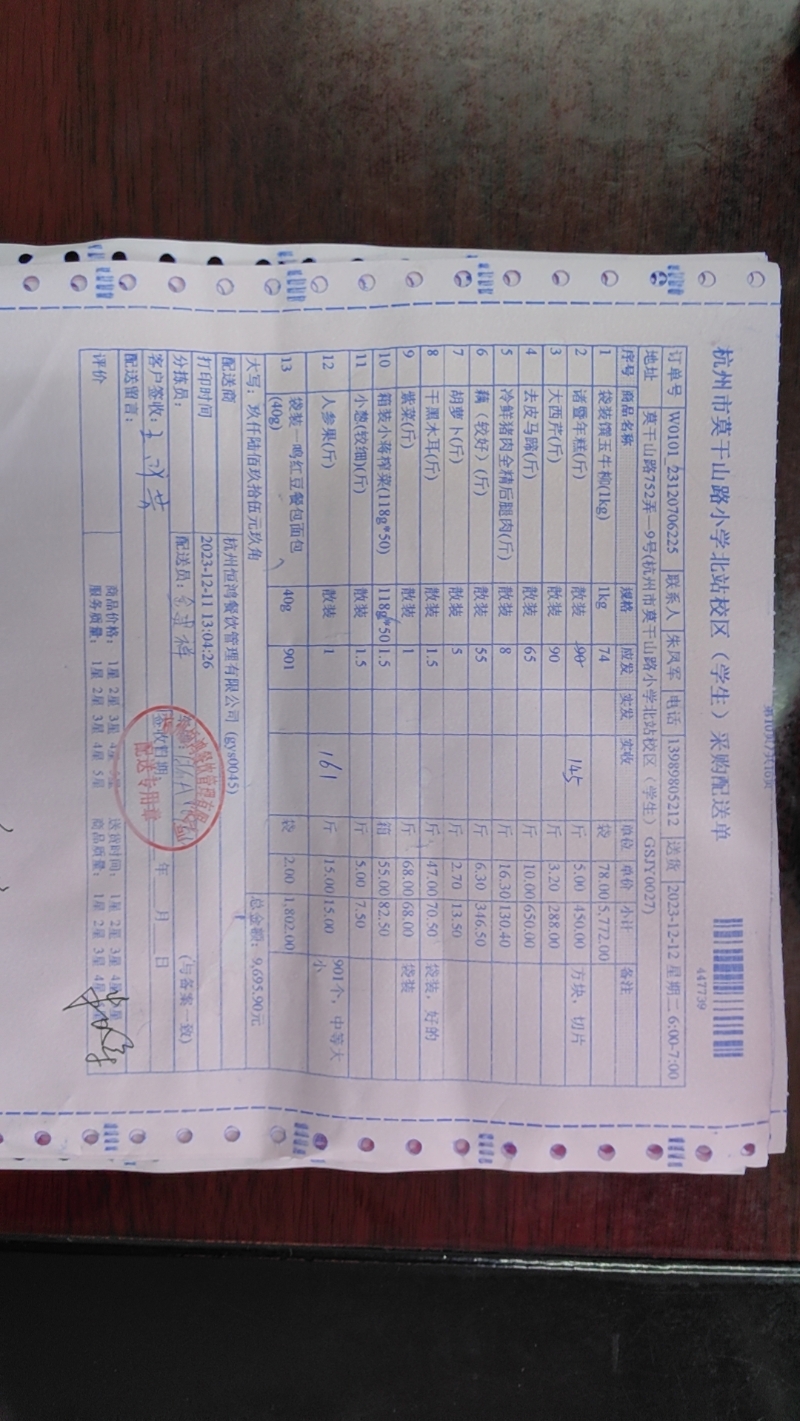 杭州市莫干山路小学北站校区（学生）采购配送单
447739
订单号 W0101_23120706225 联系人 朱凤军 电话 13989805212 送货 2023-12-12 星期二 6:00-7:00
地址 莫干山路752弄—9号(杭州市莫干山路小学北站校区（学生）GSJY0027)
序号 商品名称 规格 应发 实发 实收 单位 单价 小计 备注
1 袋装馔玉牛柳(1kg) 1kg 74 袋 78.00 5,772.00
2 诸暨年糕(斤) 散装 90 145 斤 5.00 450.00 方块，切片
3 大西芹(斤) 散装 90 斤 3.20 288.00
4 去皮马蹄(斤) 散装 65 斤 10.00 650.00
5 冷鲜猪肉全精后腿肉(斤) 散装 8 斤 16.30 130.40
6 藕（较好）(斤) 散装 55 斤 6.30 346.50
7 胡萝卜(斤) 散装 5 斤 2.70 13.50
8 干黑木耳(斤) 散装 1.5 斤 47.00 70.50 袋装，好的
9 紫菜(斤) 散装 1 斤 68.00 68.00 袋装
10 箱装小蒋榨菜(118g*50) 118g*50 1.5 箱 55.00 82.50
11 小葱(较细)(斤) 散装 1.5 斤 5.00 7.50
12 人参果(斤) 散装 1 161 斤 15.00 15.00 901个，中等大小
13 袋装一鸣红豆餐包面包(40g) 40g 901 袋 2.00 1,802.00
大写：玖仟陆佰玖拾伍元玖角 总金额：9,695.90元
配送商 杭州恒鸿餐饮管理有限公司 (gys0045)
打印时间 2023-12-11 13:04:26
分拣员： 配送员： (与备案一致)
客户签收： 签收日期 年 月 日
配送专用章
配送留言：
评价 商品价格： 1星 2星 3星 4星 5星 送货时间： 1星 2星 3星 4星
服务质量： 1星 2星 3星 4星 5星 商品质量： 1星 2星 3星 4星